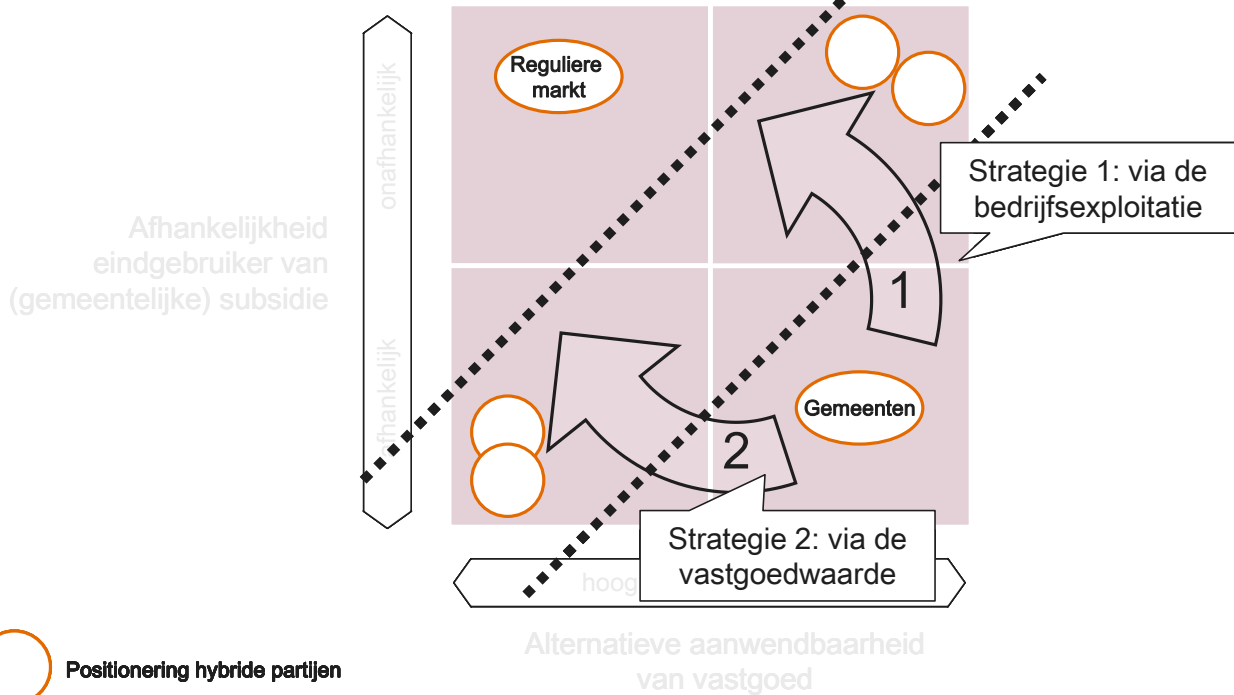 Reguliere
markt
onafhankelijk
Strategie 1: via de
bedrijfsexploitatie
Afhankelijkheid
eindgebruiker van
(gemeentelijke) subsidie
1
afhankelijk
Gemeenten
2
Strategie 2: via de
vastgoedwaarde
hoog
Alternatieve aanwendbaarheid
van vastgoed
Positionering hybride partijen